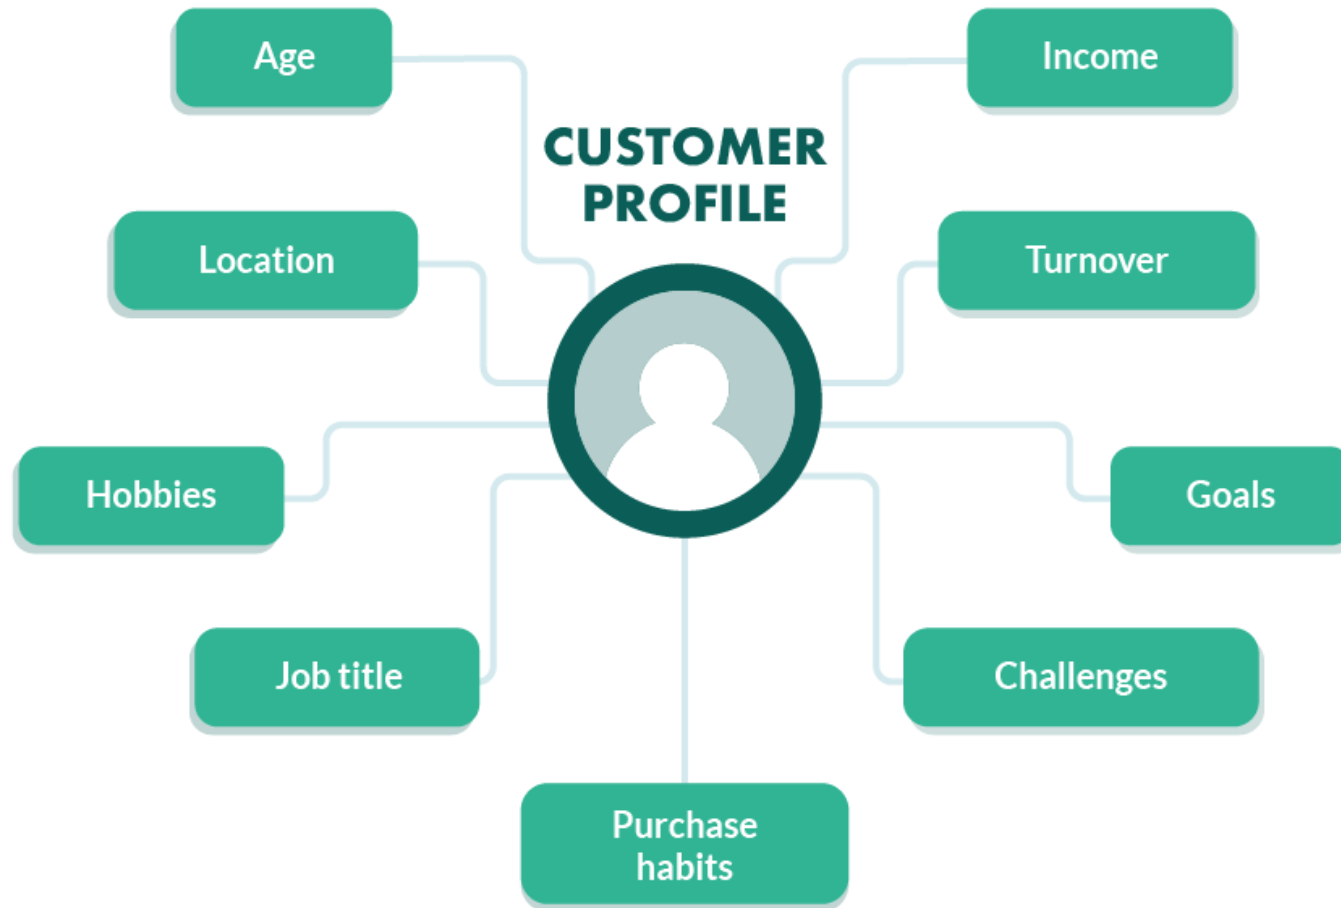 CUSTOMER
PROFILE
Age
Income
Location
Turnover
Hobbies
Goals
Job title
Challenges
Purchase
habits